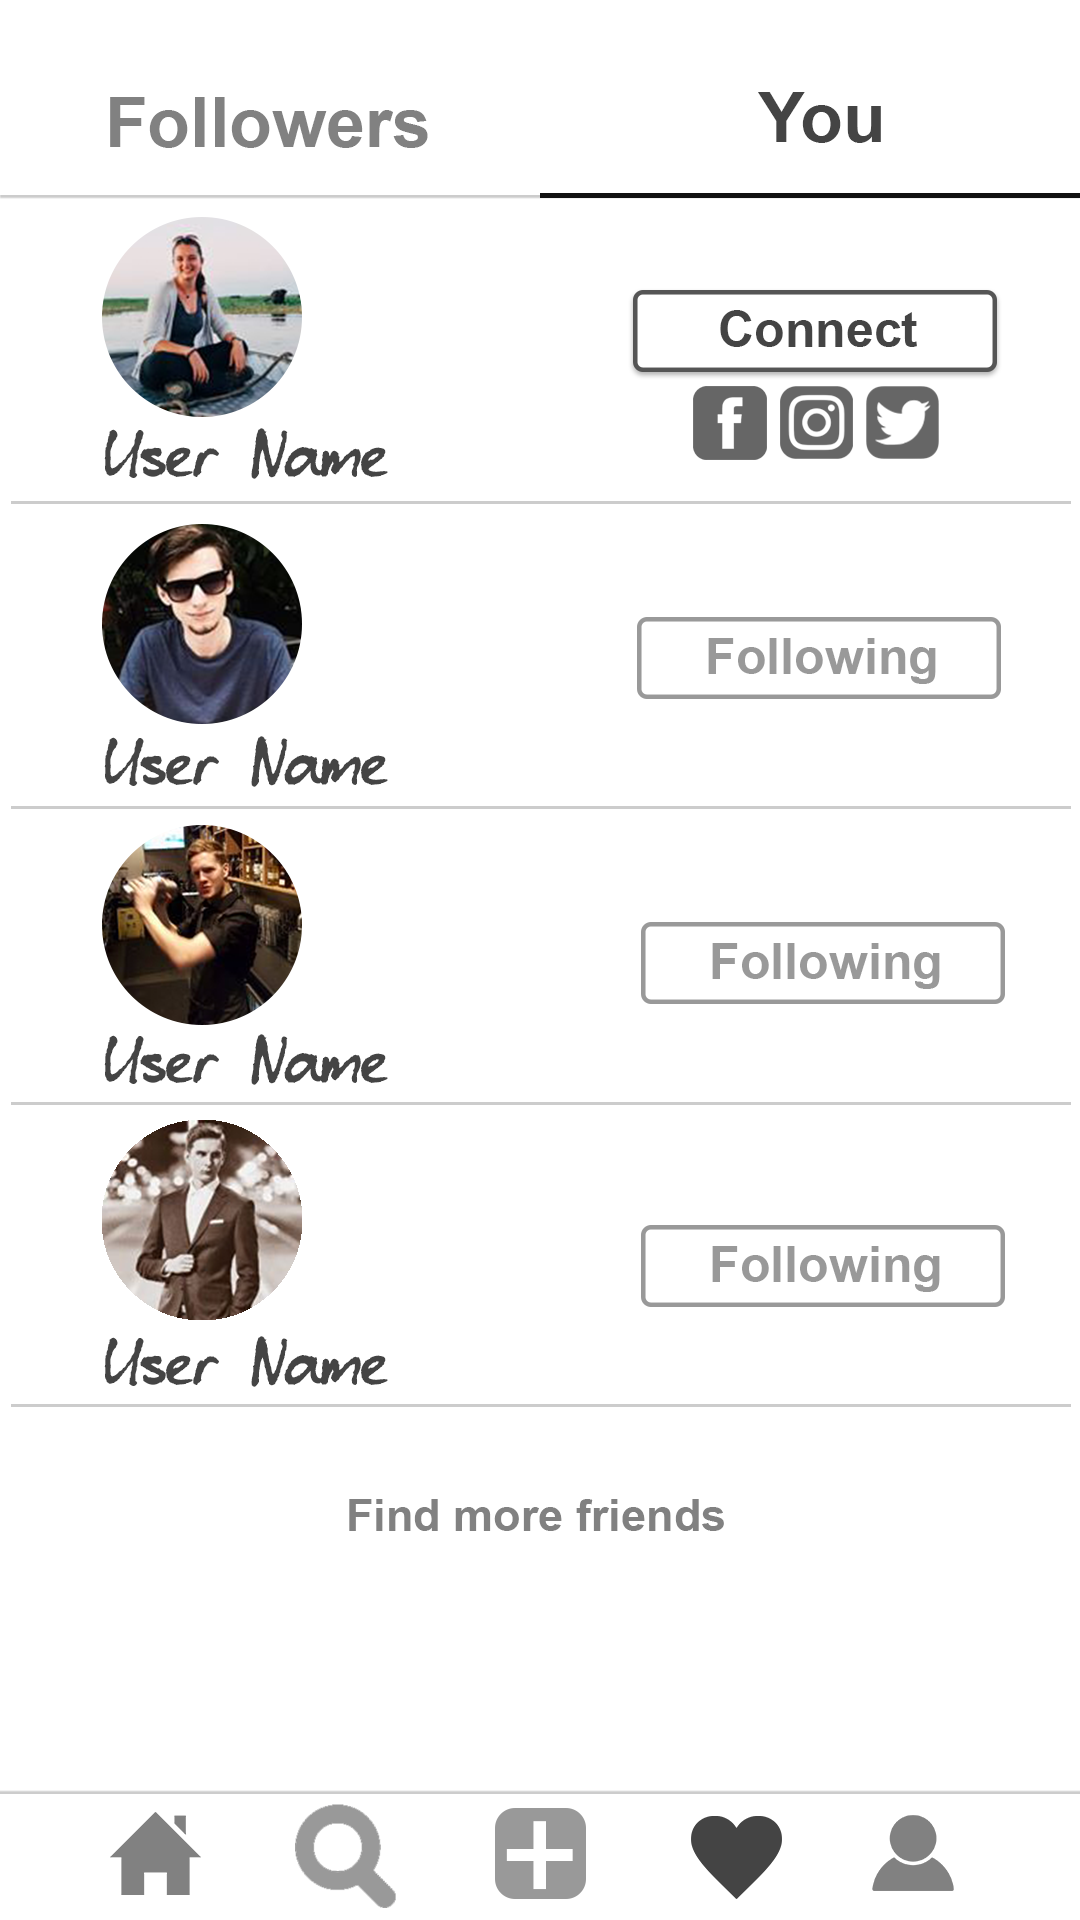 Followers
You
Connect
User Name
Following
User Name
Following
User Name
Following
User Name
Find more friends